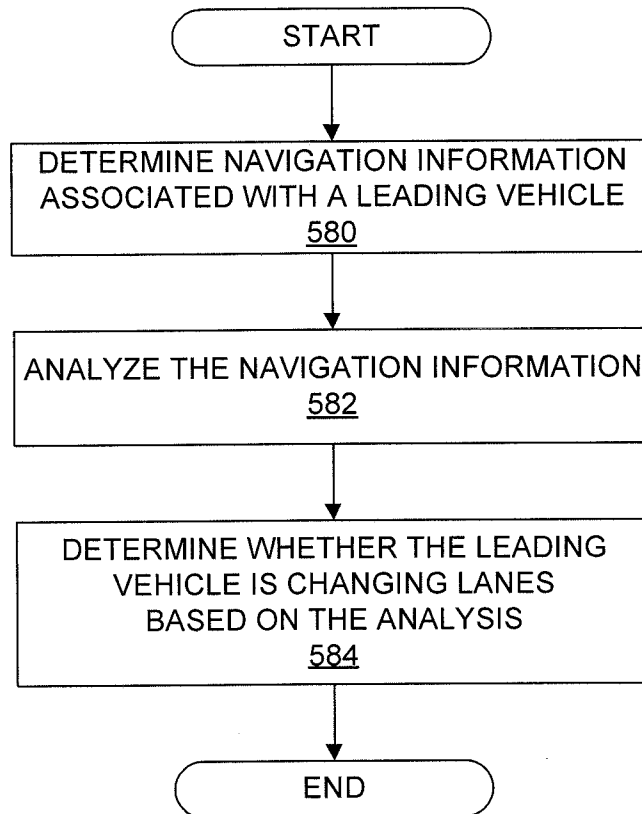 START
DETERMINE NAVIGATION INFORMATION
ASSOCIATED WITH A LEADING VEHICLE
580
ANALYZE THE NAVIGATION INFORMATION
582
DETERMINE WHETHER THE LEADING
VEHICLE IS CHANGING LANES
BASED ON THE ANALYSIS
584
END